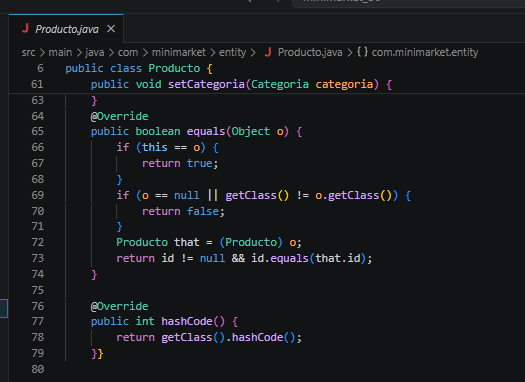 J Producto.java ×
src > main > java > com > minimarket > entity > J Producto.java > {} com.minimarket.entity
6 public class Producto {
61 public void setCategoria(Categoria categoria) {
63 }
64 @Override
65 public boolean equals(Object o) {
66 if (this == o) {
67 return true;
68 }
69 if (o == null || getClass() != o.getClass()) {
70 return false;
71 }
72 Producto that = (Producto) o;
73 return id != null && id.equals(that.id);
74 }
75
76 @Override
77 public int hashCode() {
78 return getClass().hashCode();
79 }}
80